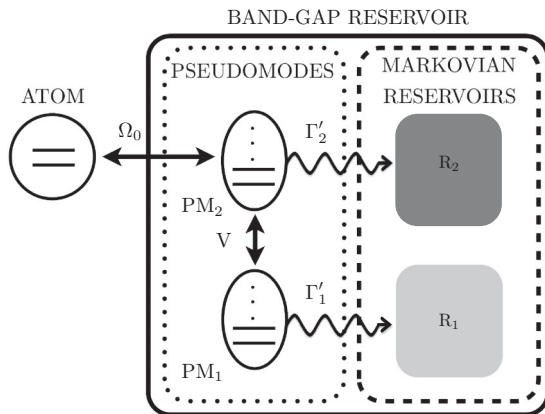 BAND-GAP RESERVOIR
PSEUDOMODES
MARKOVIAN
RESERVOIRS
ATOM
Ω₀
Γ′₂
R₂
PM₂
V
Γ′₁
R₁
PM₁